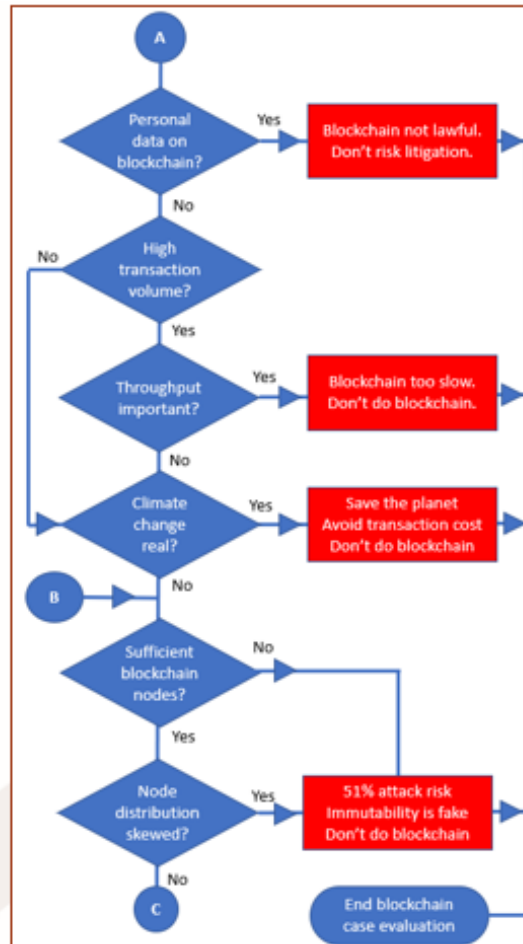 A
Personal
data on
blockchain?
Yes
Blockchain not lawful.
Don't risk litigation.
No
No
High
transaction
volume?
Yes
Throughput
important?
Yes
Blockchain too slow.
Don't do blockchain.
No
Climate
change
real?
Yes
Save the planet
Avoid transaction cost
Don't do blockchain
No
B
Sufficient
blockchain
nodes?
No
Yes
Node
distribution
skewed?
Yes
51% attack risk
Immutability is fake
Don't do blockchain
No
C
End blockchain
case evaluation